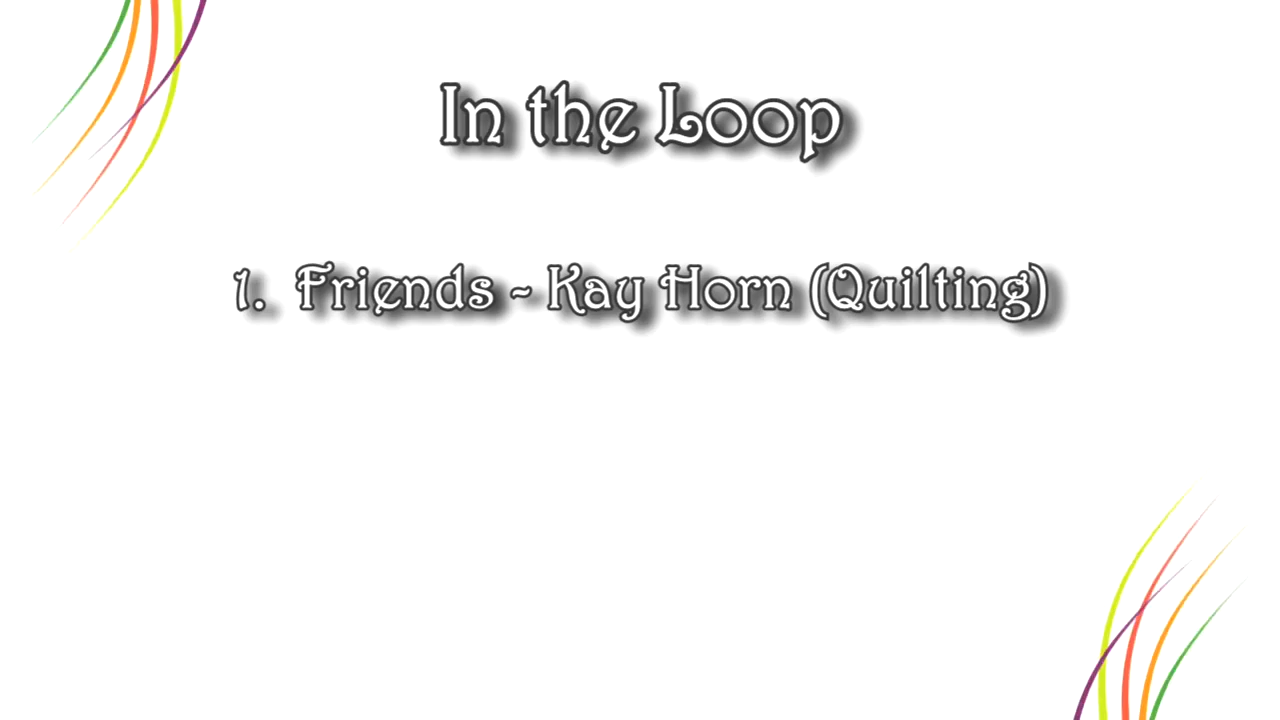 In the Loop
1. Friends ~ Kay Horn (Quilting)